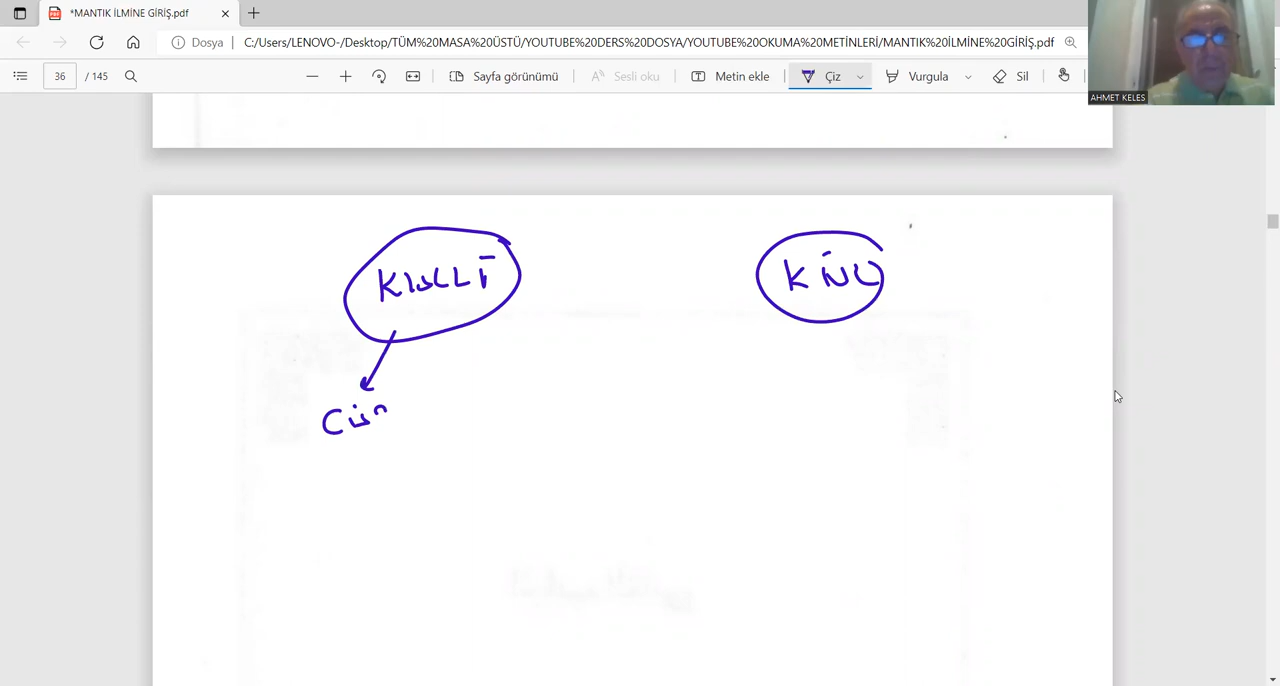 *MANTIK İLMİNE GİRİŞ.pdf
Dosya C:/Users/LENOVO-/Desktop/TÜM%20MASA%20ÜSTÜ/YOUTUBE%20DERS%20DOSYA/YOUTUBE%20OKUMA%20METİNLERİ/MANTIK%20İLMİNE%20GİRİŞ.pdf
36 / 145 Sayfa görünümü Sesli oku Metin ekle Çiz Vurgula Sil
AHMET KELES
KÜLLÎ